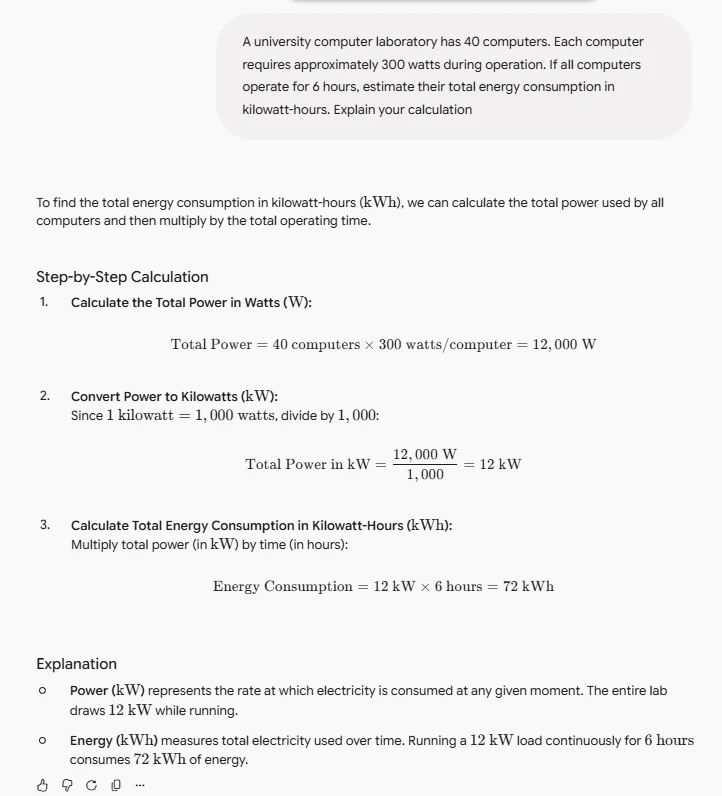 A university computer laboratory has 40 computers. Each computer
requires approximately 300 watts during operation. If all computers
operate for 6 hours, estimate their total energy consumption in
kilowatt-hours. Explain your calculation
To find the total energy consumption in kilowatt-hours (kWh), we can calculate the total power used by all
computers and then multiply by the total operating time.
Step-by-Step Calculation
1. Calculate the Total Power in Watts (W):
Total Power = 40 computers × 300 watts/computer = 12,000 W
2. Convert Power to Kilowatts (kW):
Since 1 kilowatt = 1,000 watts, divide by 1,000:
Total Power in kW = 12,000 W / 1,000 = 12 kW
3. Calculate Total Energy Consumption in Kilowatt-Hours (kWh):
Multiply total power (in kW) by time (in hours):
Energy Consumption = 12 kW × 6 hours = 72 kWh
Explanation
○ Power (kW) represents the rate at which electricity is consumed at any given moment. The entire lab
draws 12 kW while running.
○ Energy (kWh) measures total electricity used over time. Running a 12 kW load continuously for 6 hours
consumes 72 kWh of energy.